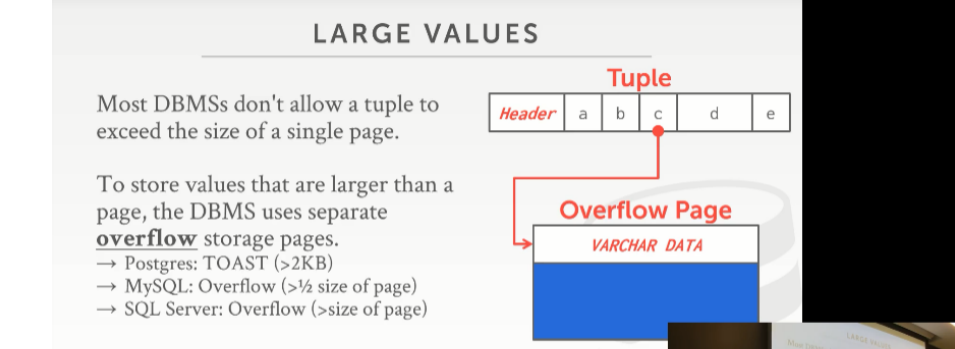 LARGE VALUES
Most DBMSs don't allow a tuple to
exceed the size of a single page.
To store values that are larger than a
page, the DBMS uses separate
overflow storage pages.
→ Postgres: TOAST (>2KB)
→ MySQL: Overflow (>½ size of page)
→ SQL Server: Overflow (>size of page)
Tuple
Header a b c d e
Overflow Page
VARCHAR DATA
LARGE VALUES